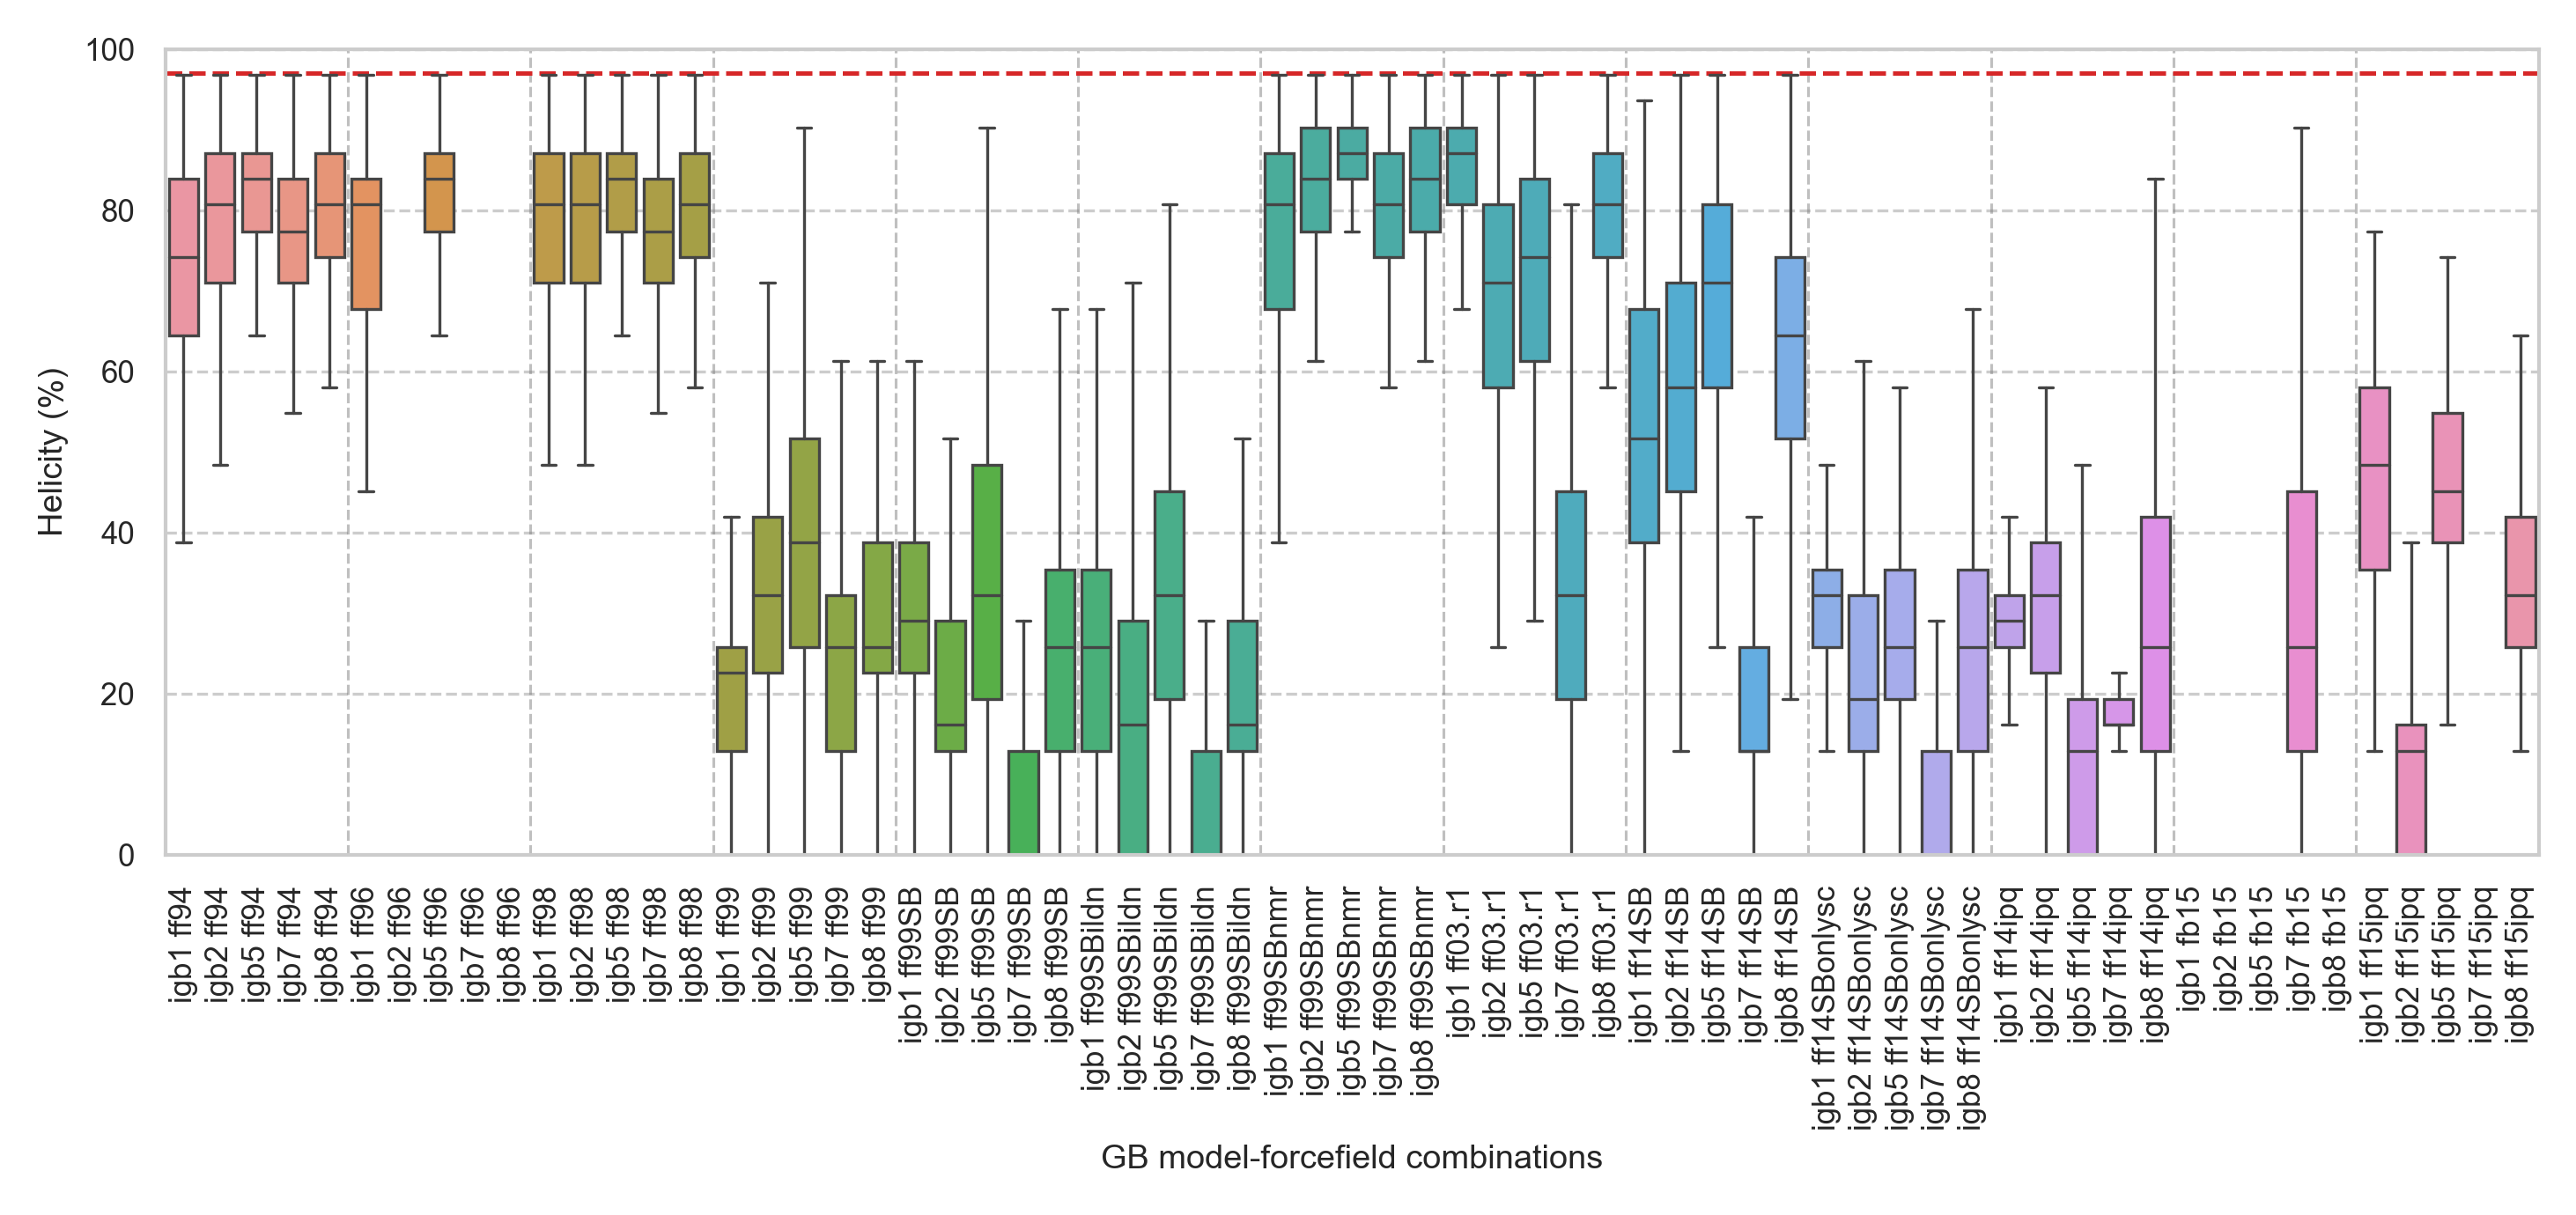 100
80
60
40
20
0
Helicity (%)
igb1 ff94
igb2 ff94
igb5 ff94
igb7 ff94
igb8 ff94
igb1 ff96
igb2 ff96
igb5 ff96
igb7 ff96
igb8 ff96
igb1 ff98
igb2 ff98
igb5 ff98
igb7 ff98
igb8 ff98
igb1 ff99
igb2 ff99
igb5 ff99
igb7 ff99
igb8 ff99
igb1 ff99SB
igb2 ff99SB
igb5 ff99SB
igb7 ff99SB
igb8 ff99SB
igb1 ff99SBildn
igb2 ff99SBildn
igb5 ff99SBildn
igb7 ff99SBildn
igb8 ff99SBildn
igb1 ff99SBnmr
igb2 ff99SBnmr
igb5 ff99SBnmr
igb7 ff99SBnmr
igb8 ff99SBnmr
igb1 ff03.r1
igb2 ff03.r1
igb5 ff03.r1
igb7 ff03.r1
igb8 ff03.r1
igb1 ff14SB
igb2 ff14SB
igb5 ff14SB
igb7 ff14SB
igb8 ff14SB
igb1 ff14SBonlysc
igb2 ff14SBonlysc
igb5 ff14SBonlysc
igb7 ff14SBonlysc
igb8 ff14SBonlysc
igb1 ff14ipq
igb2 ff14ipq
igb5 ff14ipq
igb7 ff14ipq
igb8 ff14ipq
igb1 fb15
igb2 fb15
igb5 fb15
igb7 fb15
igb8 fb15
igb1 ff15ipq
igb2 ff15ipq
igb5 ff15ipq
igb7 ff15ipq
igb8 ff15ipq
GB model-forcefield combinations